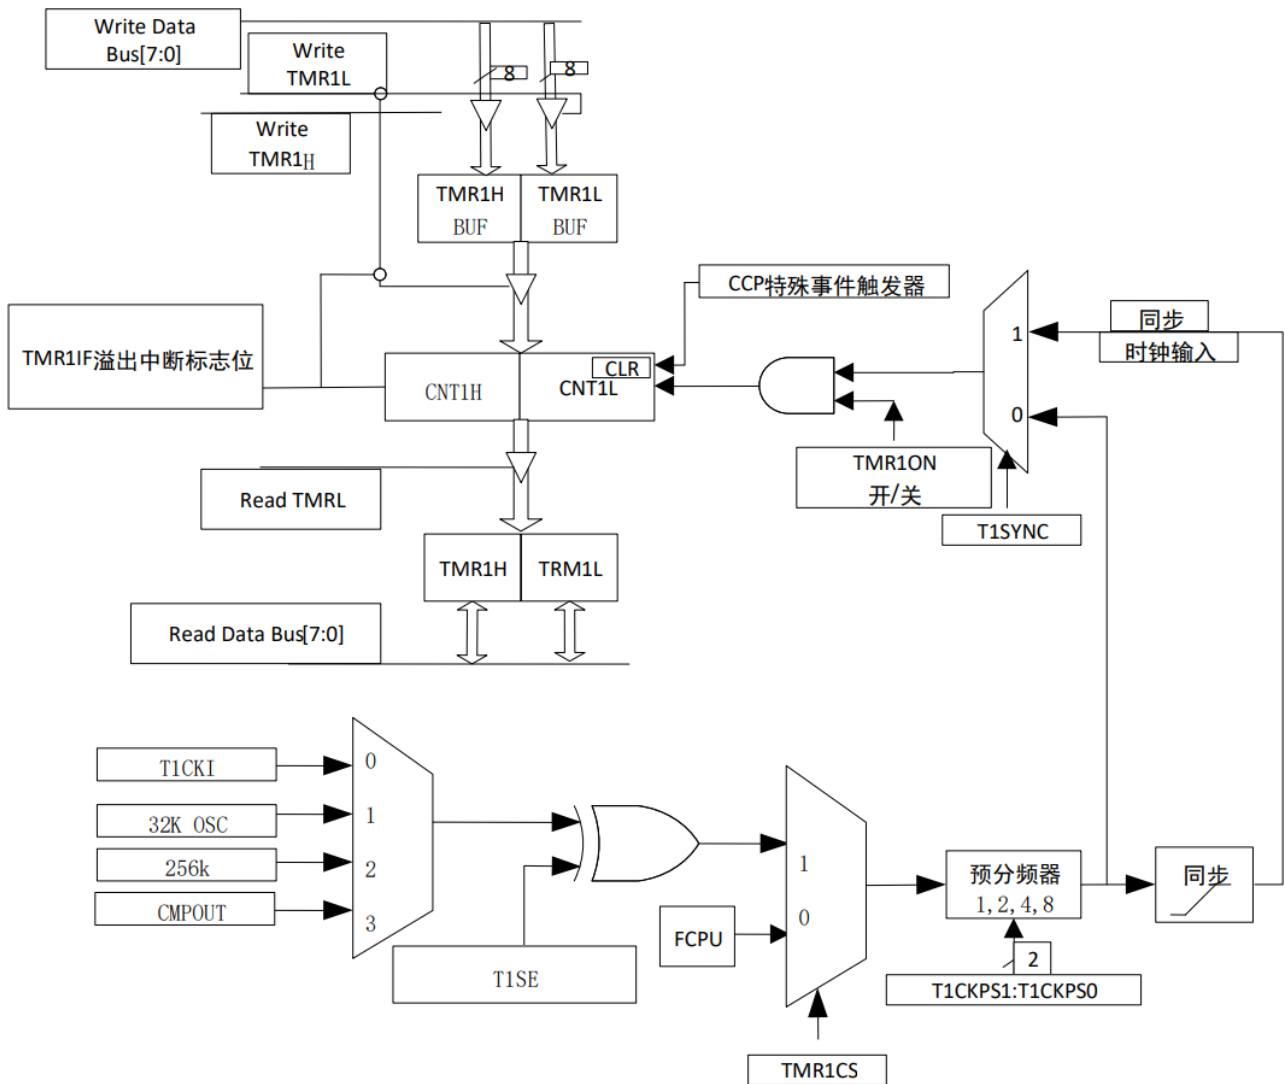 Write Data
Bus[7:0]
Write
TMR1L
8
8
Write
TMR1H
TMR1H
BUF
TMR1L
BUF
CCP特殊事件触发器
同步
时钟输入
1
0
TMR1IF溢出中断标志位
CLR
CNT1H
CNT1L
TMR1ON
开/关
T1SYNC
Read TMRL
TMR1H
TRM1L
Read Data Bus[7:0]
T1CKI
0
32K OSC
1
256k
2
CMPOUT
3
T1SE
1
0
FCPU
预分频器
1,2,4,8
同步
2
T1CKPS1:T1CKPS0
TMR1CS